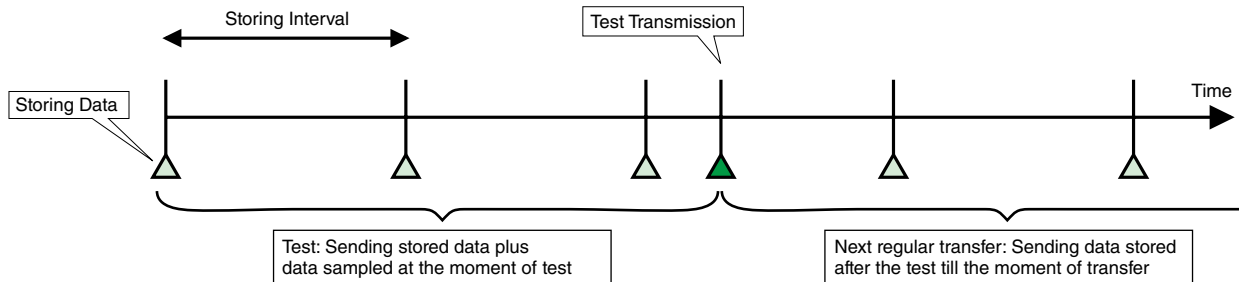 Storing Interval
Test Transmission
Storing Data
Time
Test: Sending stored data plus
data sampled at the moment of test
Next regular transfer: Sending data stored
after the test till the moment of transfer